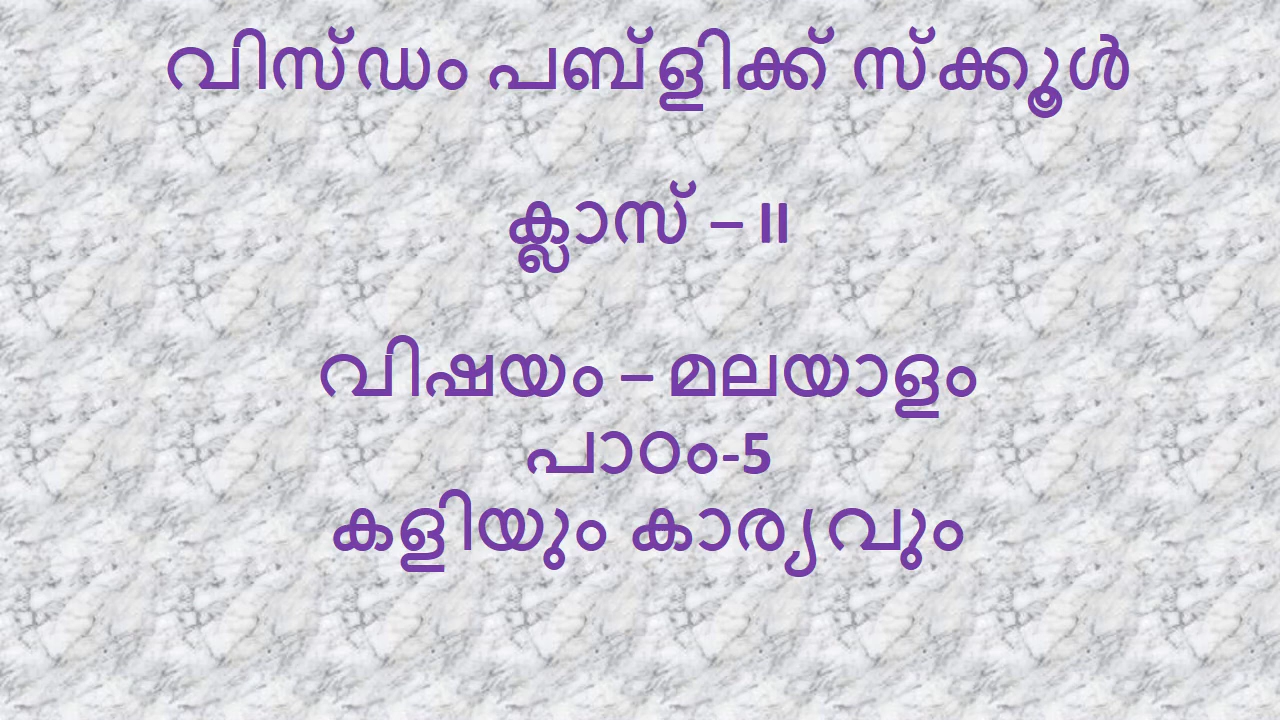 വിസ്ഡം പബ്ളിക്ക് സ്ക്കൂൾ
ക്ലാസ് – II
വിഷയം – മലയാളം
പാഠം-5
കളിയും കാര്യവും